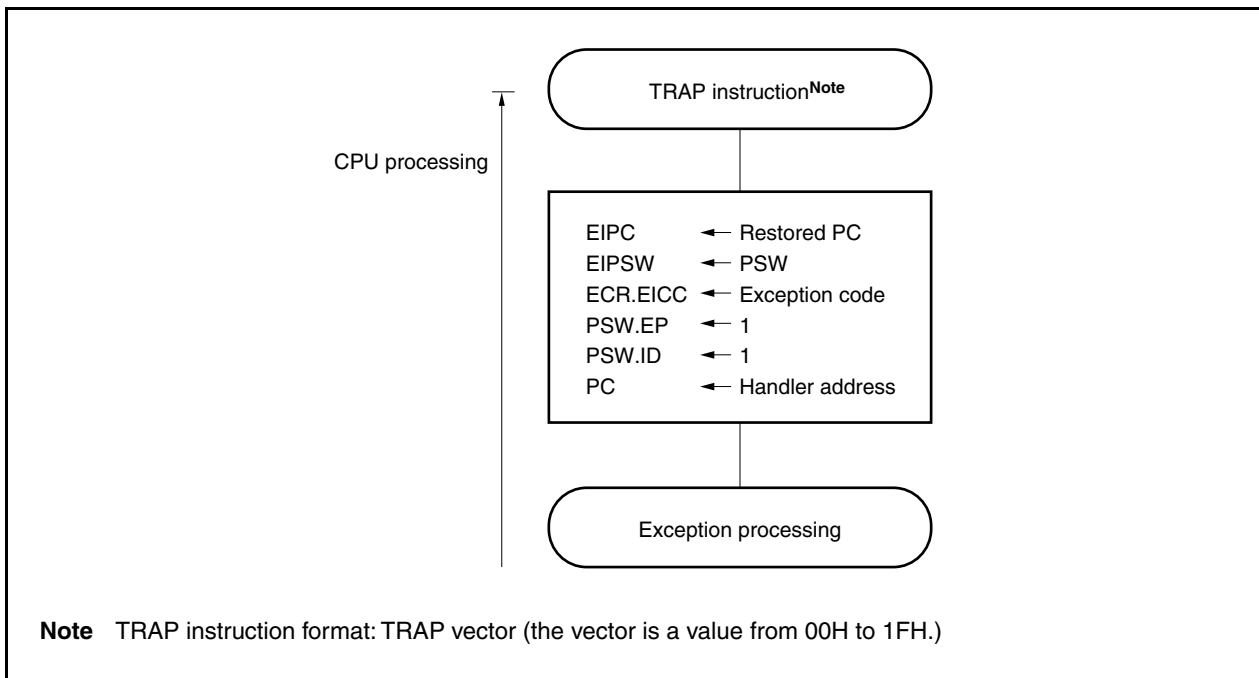 TRAP instructionNote
CPU processing
EIPC ← Restored PC
EIPSW ← PSW
ECR.EICC ← Exception code
PSW.EP ← 1
PSW.ID ← 1
PC ← Handler address
Exception processing
Note TRAP instruction format: TRAP vector (the vector is a value from 00H to 1FH.)